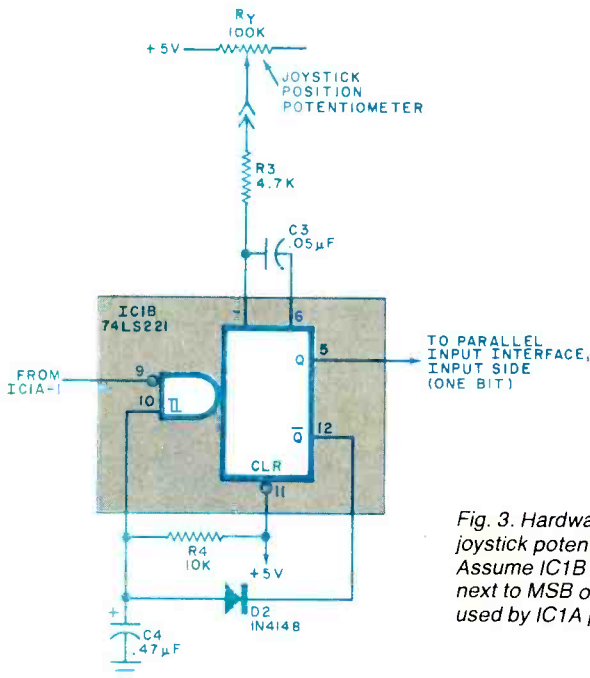 RY
100K
+5V
JOYSTICK
POSITION
POTENTIOMETER
R3
4.7K
C3
.05µF
IC1B
74LS221
7
6
FROM
IC1A-1
9
10
Q
5
TO PARALLEL
INPUT INTERFACE,
INPUT SIDE
(ONE BIT)
Q̅
12
CLR
11
R4
10K
+5V
D2
1N4148
+
C4
.47µF
Fig. 3. Hardwa
joystick poten
Assume IC1B
next to MSB o
used by IC1A